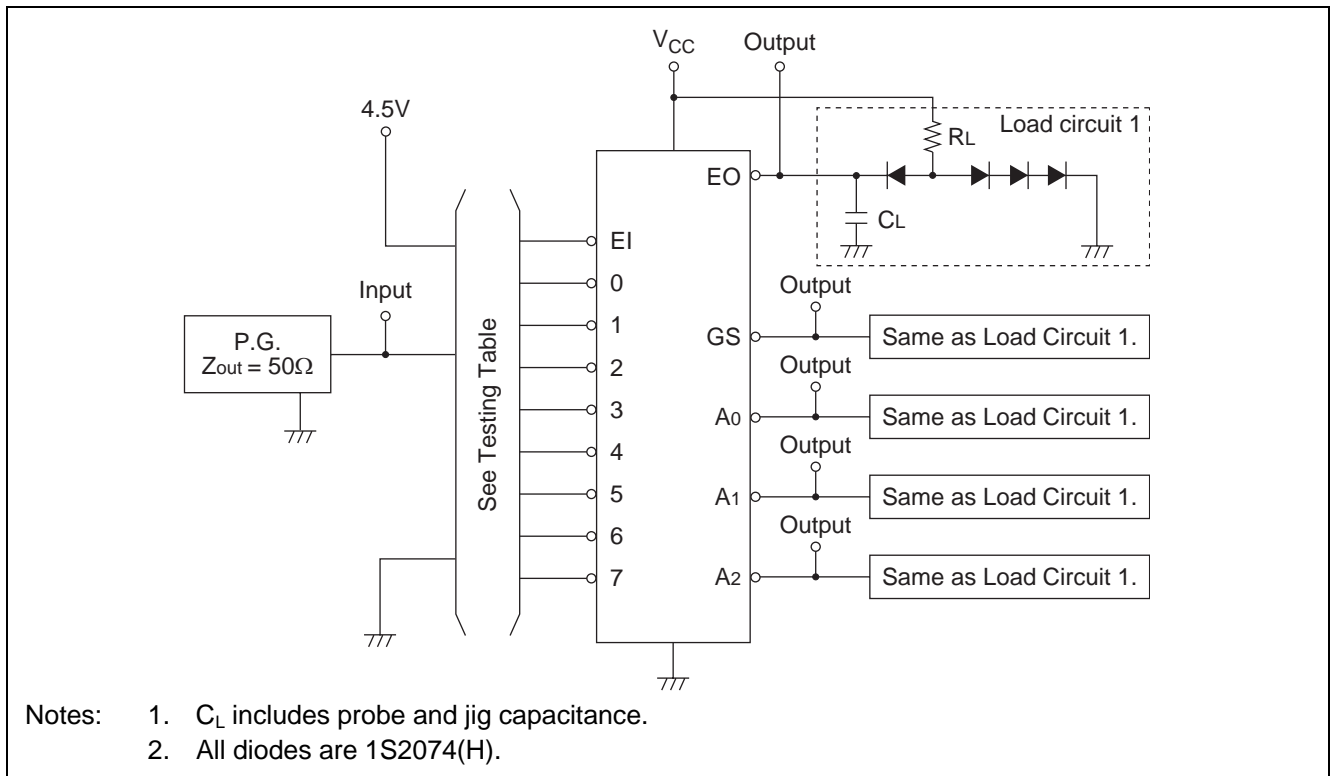 VCC
Output
4.5V
Load circuit 1
RL
EO
CL
EI
Input
0
Output
1
P.G.
Zout = 50Ω
GS
Same as Load Circuit 1.
2
Output
See Testing Table
3
A0
Same as Load Circuit 1.
4
Output
5
A1
Same as Load Circuit 1.
6
Output
7
A2
Same as Load Circuit 1.
Notes: 1. CL includes probe and jig capacitance.
2. All diodes are 1S2074(H).